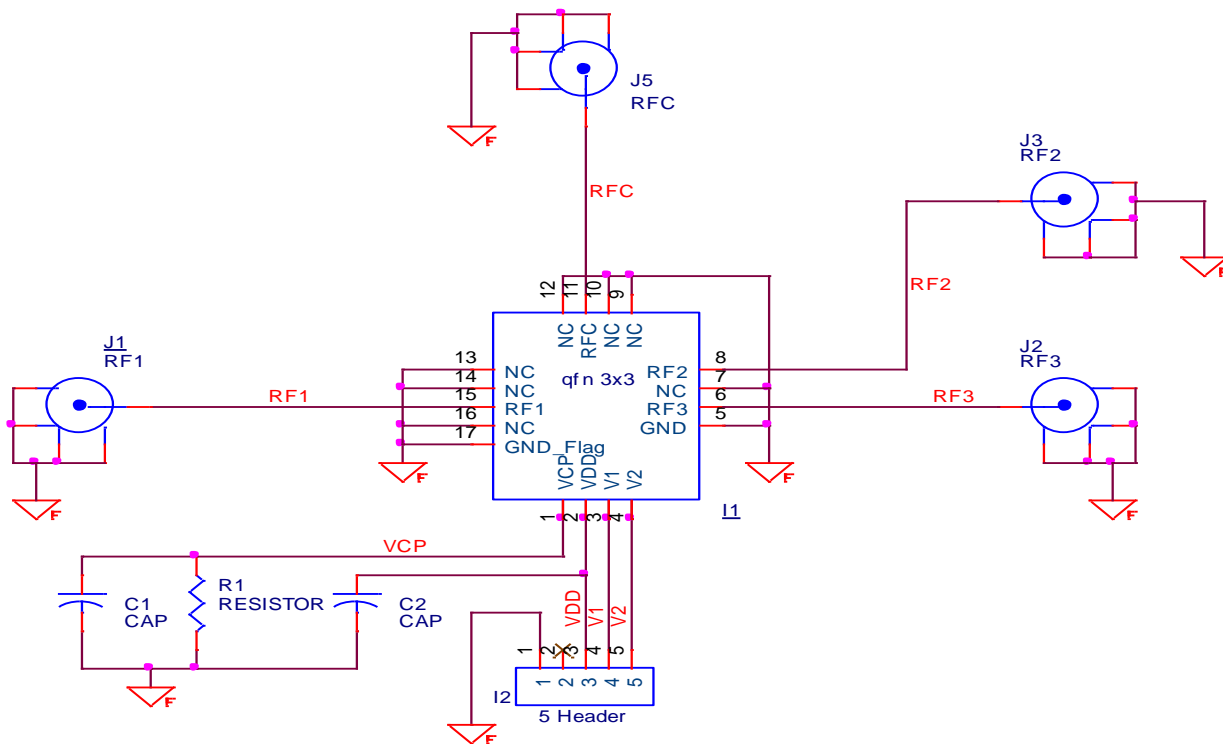 J5
RFC
F
J3
RF2
RFC
F
RF2
12
11
10
9
NC
RFC
NC
NC
J1
RF1
13
NC
14
NC
15
RF1
16
NC
17
GND_Flag
qfn 3x3
8
RF2
7
NC
6
RF3
5
GND
J2
RF3
RF1
RF3
F
F
F
F
VCP
VDD
V1
V2
1
2
3
4
I1
VCP
C1
CAP
R1
RESISTOR
C2
CAP
VDD
V1
V2
F
1
2
3
4
5
1
2
3
4
5
I2
5 Header
F